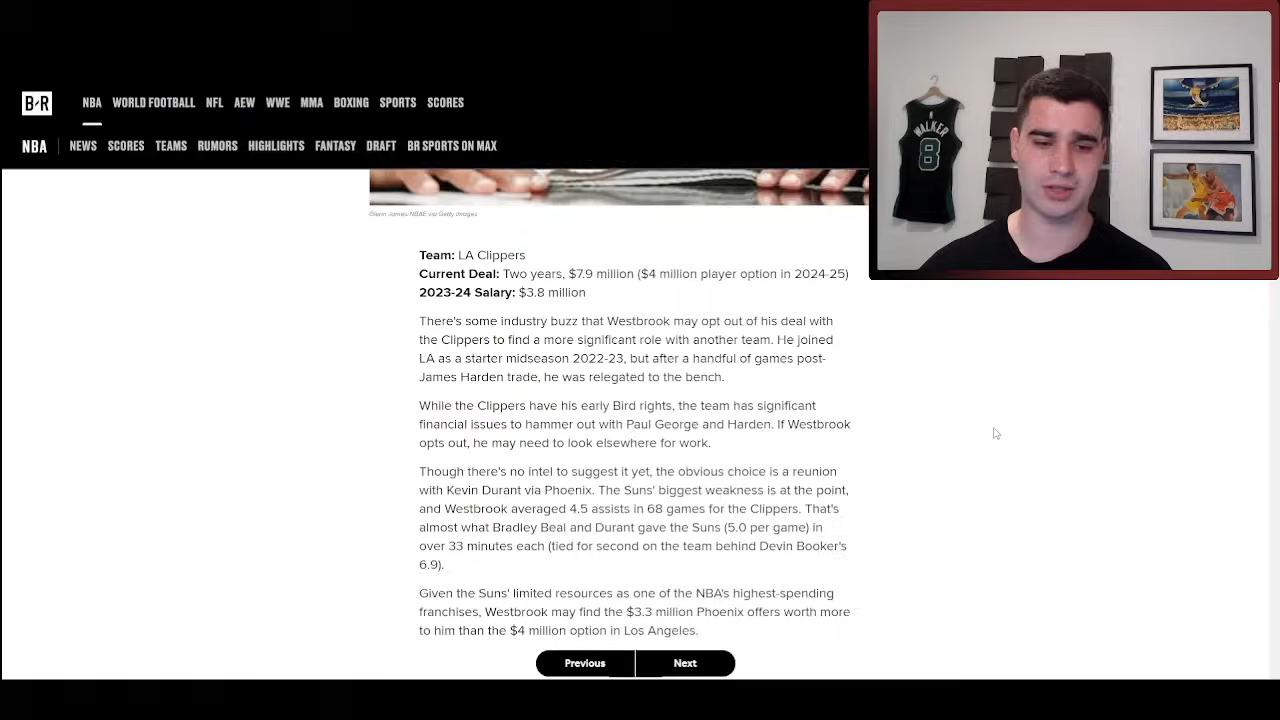 B/R
NBA WORLD FOOTBALL NFL AEW WWE MMA BOXING SPORTS SCORES
NBA NEWS SCORES TEAMS RUMORS HIGHLIGHTS FANTASY DRAFT BR SPORTS ON MAX
WALKER
8
Glenn James/NBAE via Getty Images
Team: LA Clippers
Current Deal: Two years, $7.9 million ($4 million player option in 2024-25)
2023-24 Salary: $3.8 million
There's some industry buzz that Westbrook may opt out of his deal with
the Clippers to find a more significant role with another team. He joined
LA as a starter midseason 2022-23, but after a handful of games post-
James Harden trade, he was relegated to the bench.
While the Clippers have his early Bird rights, the team has significant
financial issues to hammer out with Paul George and Harden. If Westbrook
opts out, he may need to look elsewhere for work.
Though there's no intel to suggest it yet, the obvious choice is a reunion
with Kevin Durant via Phoenix. The Suns' biggest weakness is at the point,
and Westbrook averaged 4.5 assists in 68 games for the Clippers. That's
almost what Bradley Beal and Durant gave the Suns (5.0 per game) in
over 33 minutes each (tied for second on the team behind Devin Booker's
6.9).
Given the Suns' limited resources as one of the NBA's highest-spending
franchises, Westbrook may find the $3.3 million Phoenix offers worth more
to him than the $4 million option in Los Angeles.
Previous Next